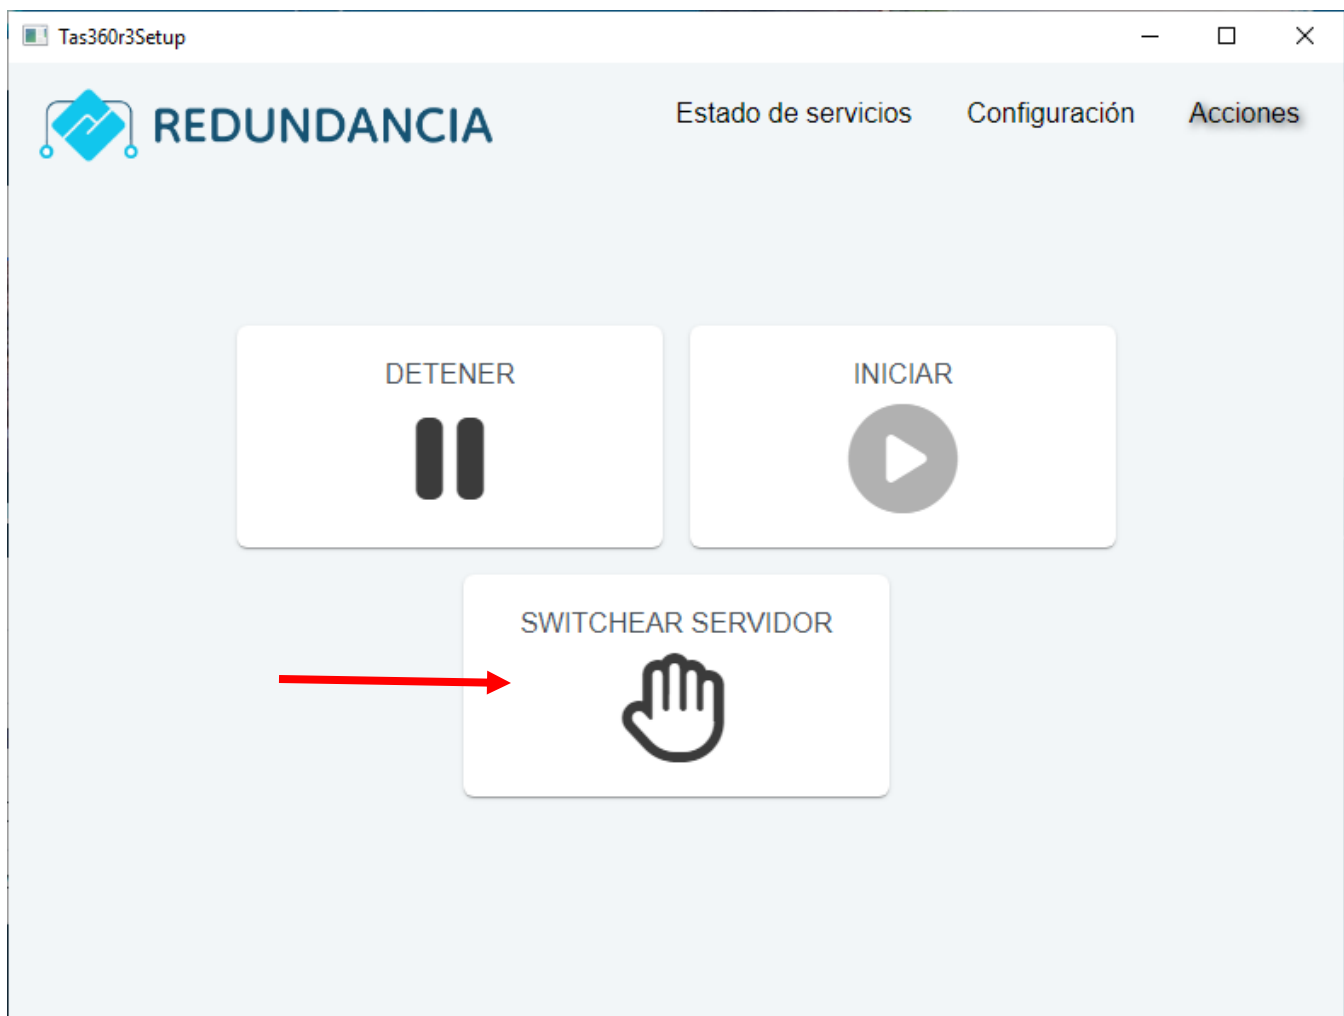 Tas360r3Setup
REDUNDANCIA
Estado de servicios
Configuración
Acciones
DETENER
INICIAR
SWITCHEAR SERVIDOR